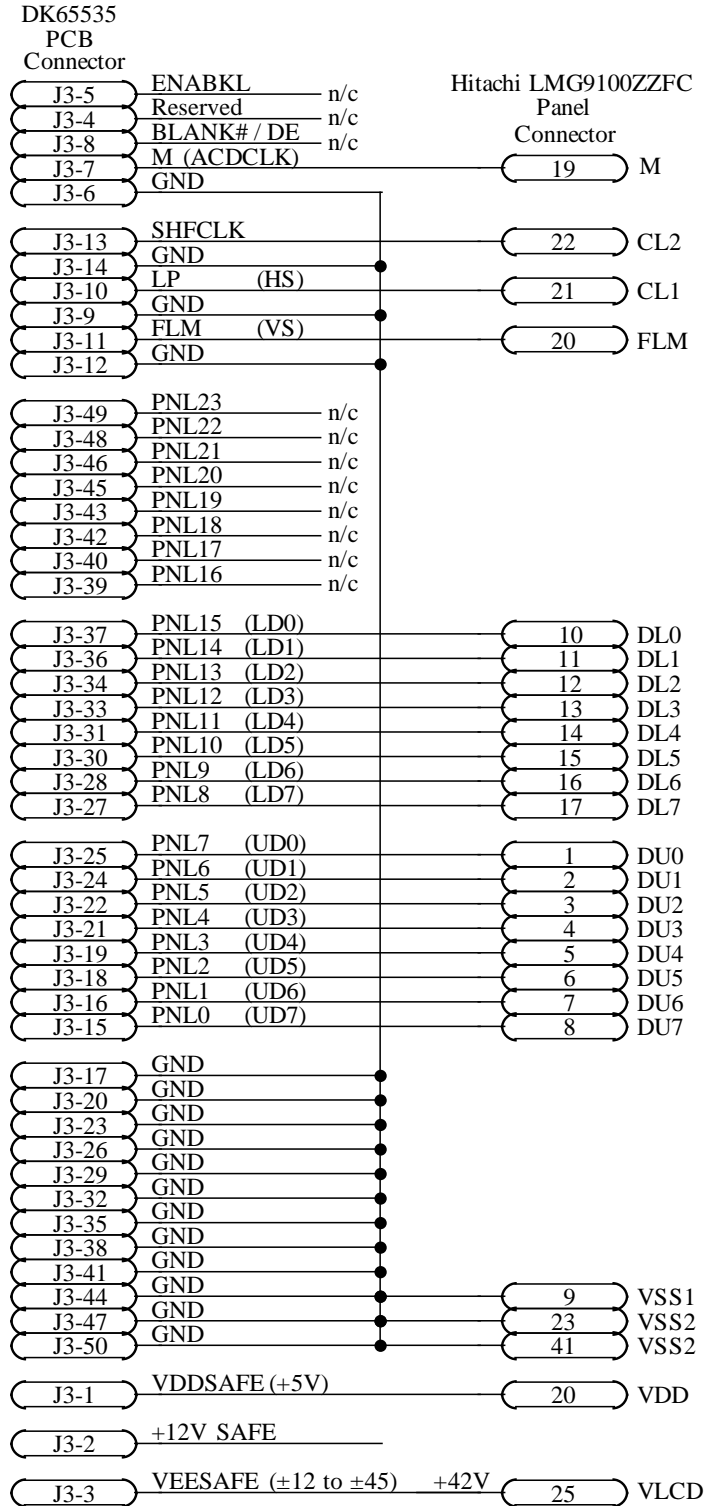 DK65535
PCB
Connector
Hitachi LMG9100ZZFC
Panel
Connector
J3-5 ENABKL n/c
J3-4 Reserved n/c
J3-8 BLANK# / DE n/c
J3-7 M (ACDCLK) 19 M
J3-6 GND
J3-13 SHFCLK 22 CL2
J3-14 GND
J3-10 LP (HS) 21 CL1
J3-9 GND
J3-11 FLM (VS) 20 FLM
J3-12 GND
J3-49 PNL23 n/c
J3-48 PNL22 n/c
J3-46 PNL21 n/c
J3-45 PNL20 n/c
J3-43 PNL19 n/c
J3-42 PNL18 n/c
J3-40 PNL17 n/c
J3-39 PNL16 n/c
J3-37 PNL15 (LD0) 10 DL0
J3-36 PNL14 (LD1) 11 DL1
J3-34 PNL13 (LD2) 12 DL2
J3-33 PNL12 (LD3) 13 DL3
J3-31 PNL11 (LD4) 14 DL4
J3-30 PNL10 (LD5) 15 DL5
J3-28 PNL9 (LD6) 16 DL6
J3-27 PNL8 (LD7) 17 DL7
J3-25 PNL7 (UD0) 1 DU0
J3-24 PNL6 (UD1) 2 DU1
J3-22 PNL5 (UD2) 3 DU2
J3-21 PNL4 (UD3) 4 DU3
J3-19 PNL3 (UD4) 5 DU4
J3-18 PNL2 (UD5) 6 DU5
J3-16 PNL1 (UD6) 7 DU6
J3-15 PNL0 (UD7) 8 DU7
J3-17 GND
J3-20 GND
J3-23 GND
J3-26 GND
J3-29 GND
J3-32 GND
J3-35 GND
J3-38 GND
J3-41 GND
J3-44 GND 9 VSS1
J3-47 GND 23 VSS2
J3-50 GND 41 VSS2
J3-1 VDDSAFE (+5V) 20 VDD
J3-2 +12V SAFE
J3-3 VEESAFE (±12 to ±45) +42V 25 VLCD